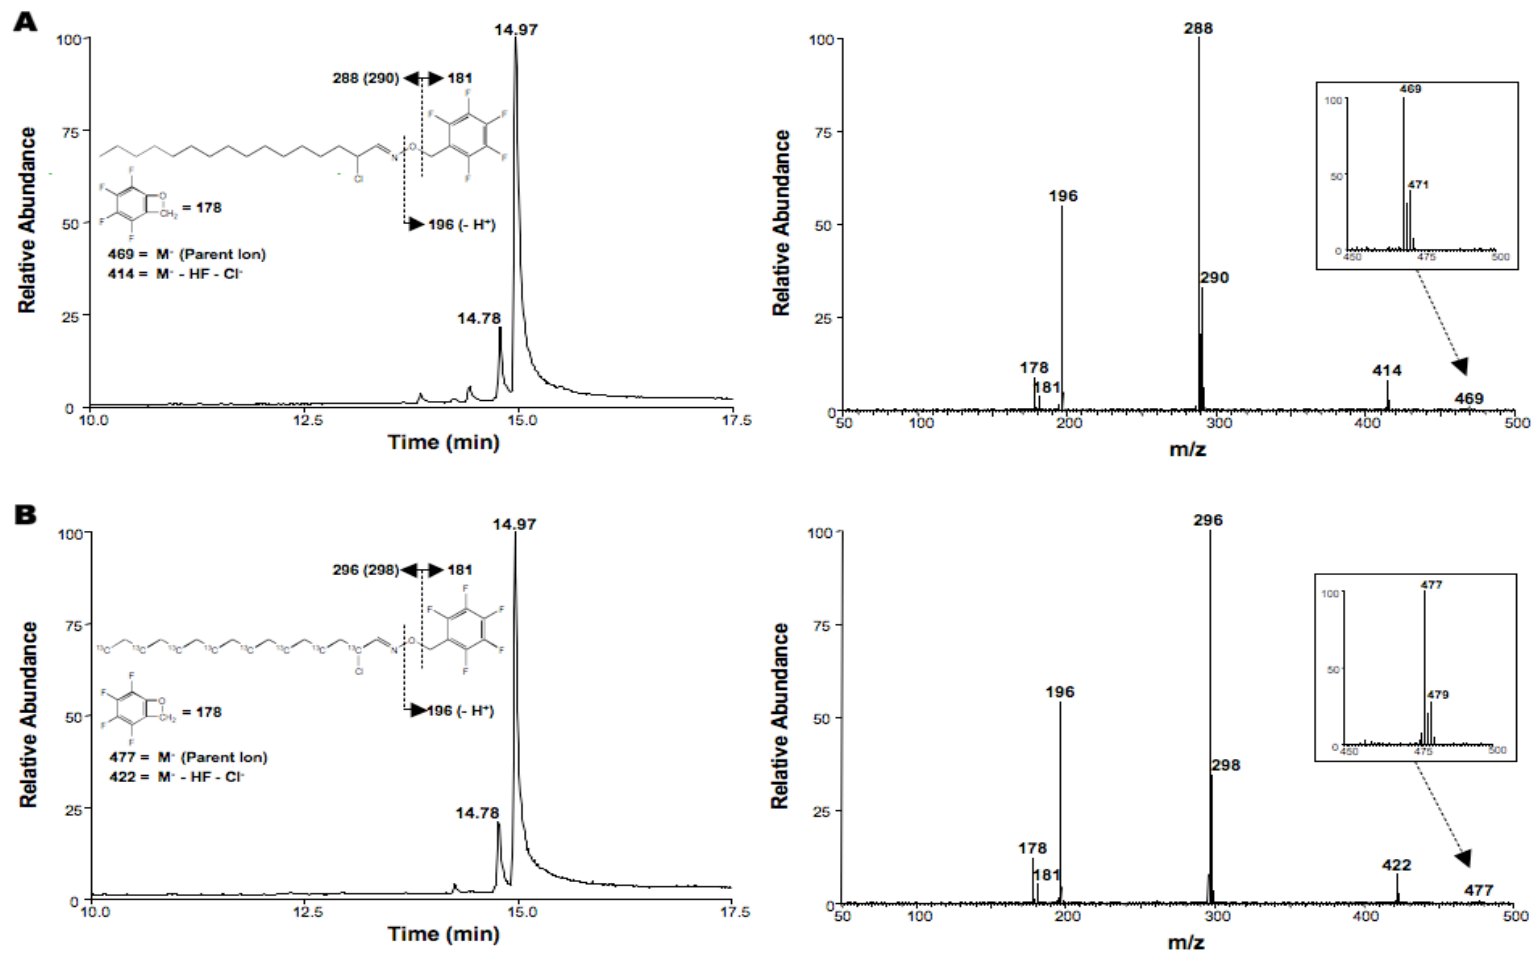 A
14.97
288 (290)
181
F
F
F
F
F
N
O
Cl
196 (- H⁺)
F
F
F
F
O
CH₂
= 178
469 = M⁻ (Parent Ion)
414 = M⁻ - HF - Cl⁻
14.78
100
75
50
25
0
Relative Abundance
10.0
12.5
15.0
17.5
Time (min)
288
196
290
178
181
414
469
100
75
50
25
0
Relative Abundance
50
100
200
300
400
500
m/z
469
471
100
50
0
450
475
500
B
14.97
296 (298)
181
F
F
F
F
F
¹³C
¹³C
¹³C
¹³C
¹³C
¹³C
¹³C
¹³C
N
O
Cl
196 (- H⁺)
F
F
F
F
O
CH₂
= 178
477 = M⁻ (Parent Ion)
422 = M⁻ - HF - Cl⁻
14.78
100
75
50
25
0
Relative Abundance
10.0
12.5
15.0
17.5
Time (min)
296
196
298
178
181
422
477
100
75
50
25
0
Relative Abundance
50
100
200
300
400
500
m/z
477
479
100
50
0
450
475
500